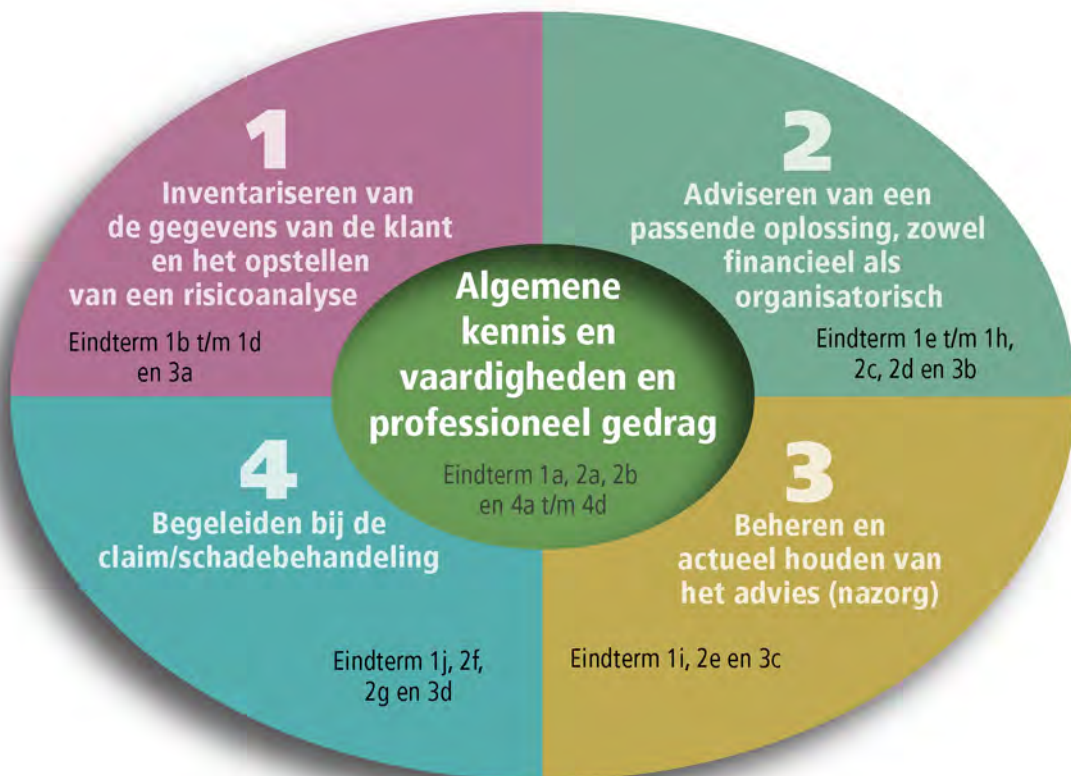 1
Inventariseren van
de gegevens van de klant
en het opstellen
van een risicoanalyse
Eindterm 1b t/m 1d
en 3a
2
Adviseren van een
passende oplossing, zowel
financieel als
organisatorisch
Eindterm 1e t/m 1h,
2c, 2d en 3b
Algemene
kennis en
vaardigheden en
professioneel gedrag
Eindterm 1a, 2a, 2b
en 4a t/m 4d
4
Begeleiden bij de
claim/schadebehandeling
Eindterm 1j, 2f,
2g en 3d
3
Beheren en
actueel houden van
het advies (nazorg)
Eindterm 1i, 2e en 3c